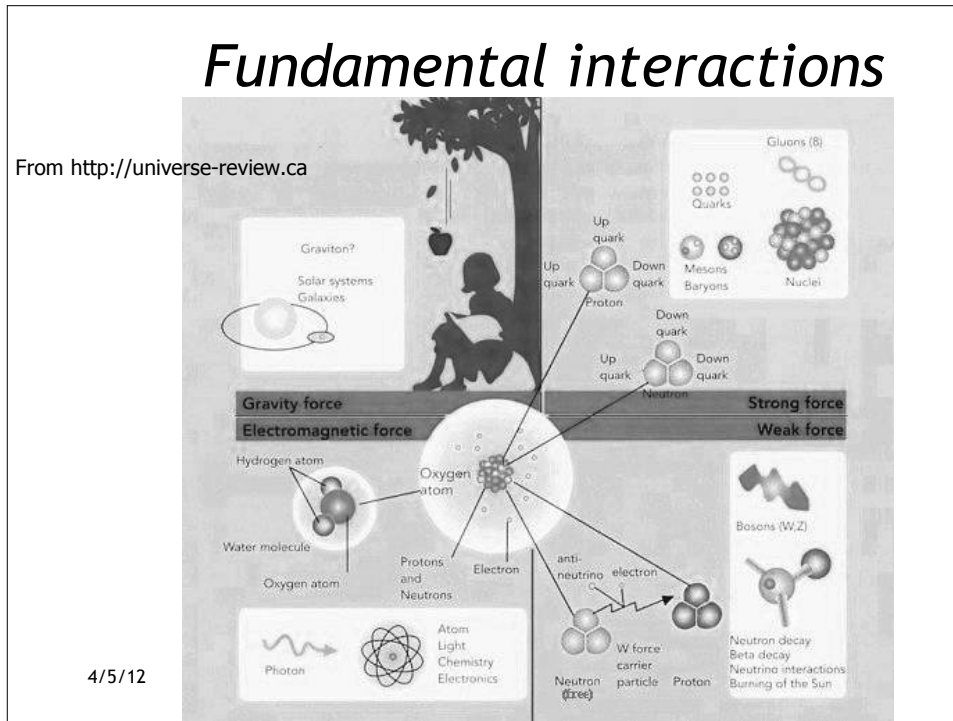 Fundamental interactions
From http://universe-review.ca
Graviton?
Solar systems
Galaxies
Up
quark
Up
quark
Down
quark
Proton
Gluons (8)
Quarks
Mesons
Baryons
Nuclei
Down
quark
Up
quark
Down
quark
Neutron
Gravity force
Strong force
Electromagnetic force
Weak force
Hydrogen atom
Oxygen
atom
Water molecule
Oxygen atom
Protons
and
Neutrons
Electron
anti-
neutrino
electron
Neutron
(free)
W force
carrier
particle
Proton
Bosons (W,Z)
Neutron decay
Beta decay
Neutrino interactions
Burning of the Sun
Photon
Atom
Light
Chemistry
Electronics
4/5/12